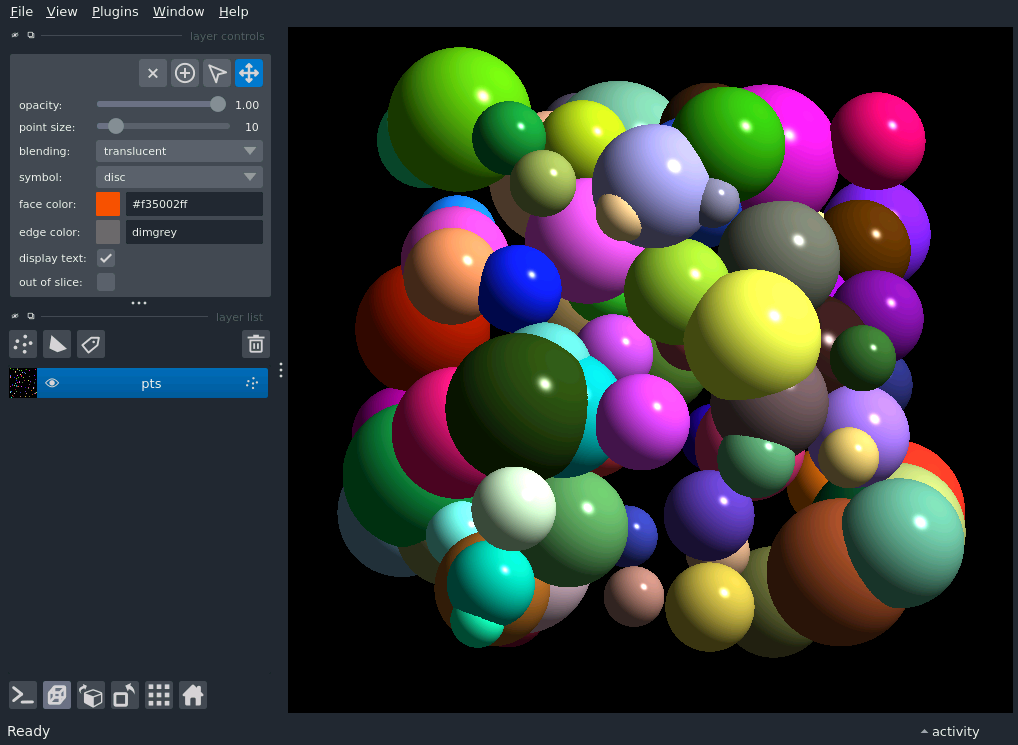 File View Plugins Window Help
layer controls
opacity: 1.00
point size: 10
blending: translucent
symbol: disc
face color: #f35002ff
edge color: dimgrey
display text:
out of slice:
layer list
pts
Ready activity